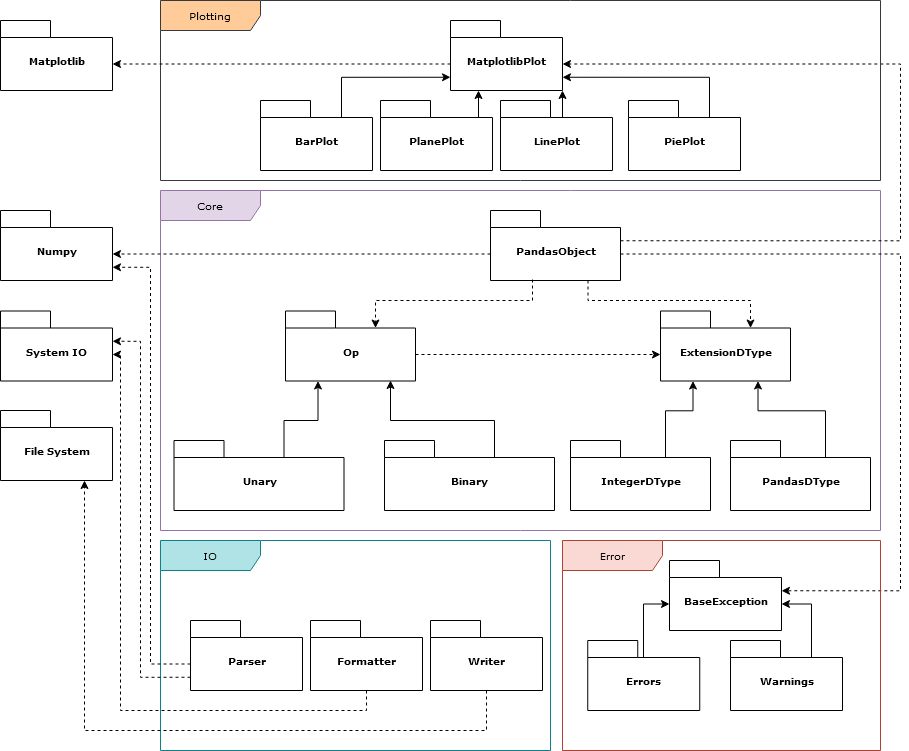 Plotting
Matplotlib
MatplotlibPlot
BarPlot
PlanePlot
LinePlot
PiePlot
Core
Numpy
PandasObject
System IO
Op
ExtensionDType
File System
Unary
Binary
IntegerDType
PandasDType
IO
Error
BaseException
Parser
Formatter
Writer
Errors
Warnings